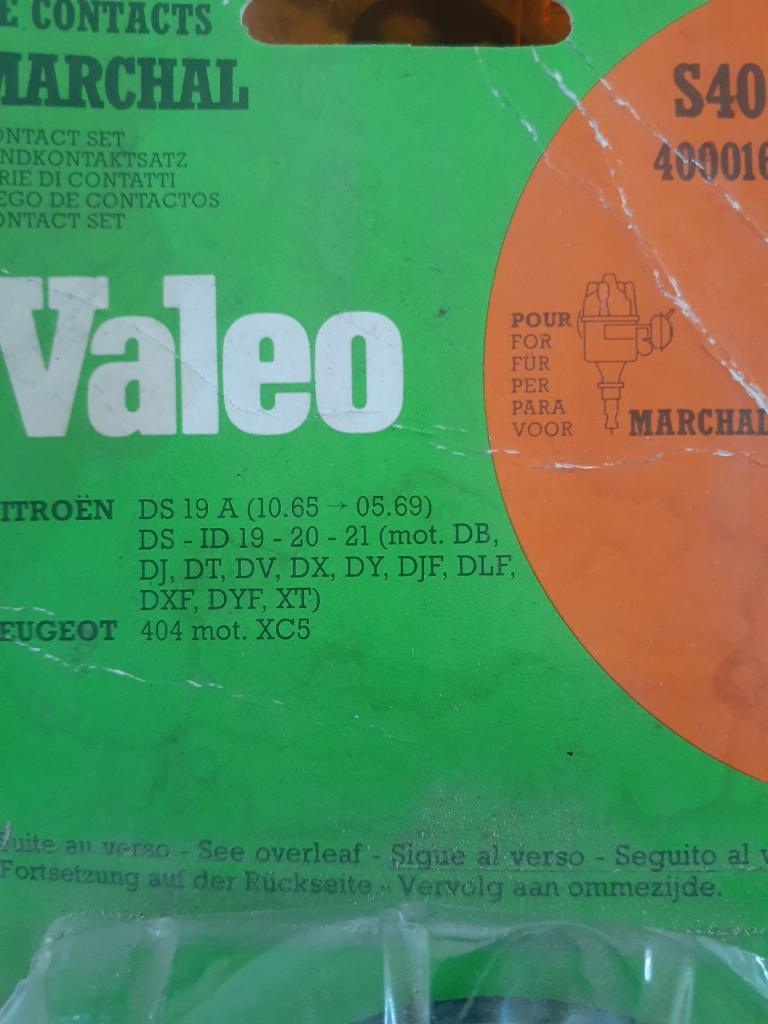 E CONTACTS
MARCHAL
ONTACT SET
NDKONTAKTSATZ
RIE DI CONTATTI
EGO DE CONTACTOS
ONTACT SET
Valeo
S40
400016
POUR
FOR
FÜR
PER
PARA
VOOR
MARCHAL
ITROËN DS 19 A (10.65 → 05.69)
DS - ID 19 - 20 - 21 (mot. DB,
DJ, DT, DV, DX, DY, DJF, DLF,
DXF, DYF, XT)
EUGEOT 404 mot. XC5
Suite au verso - See overleaf - Sigue al verso - Seguito al v
Fortsetzung auf der Rückseite - Vervolg aan ommezijde.